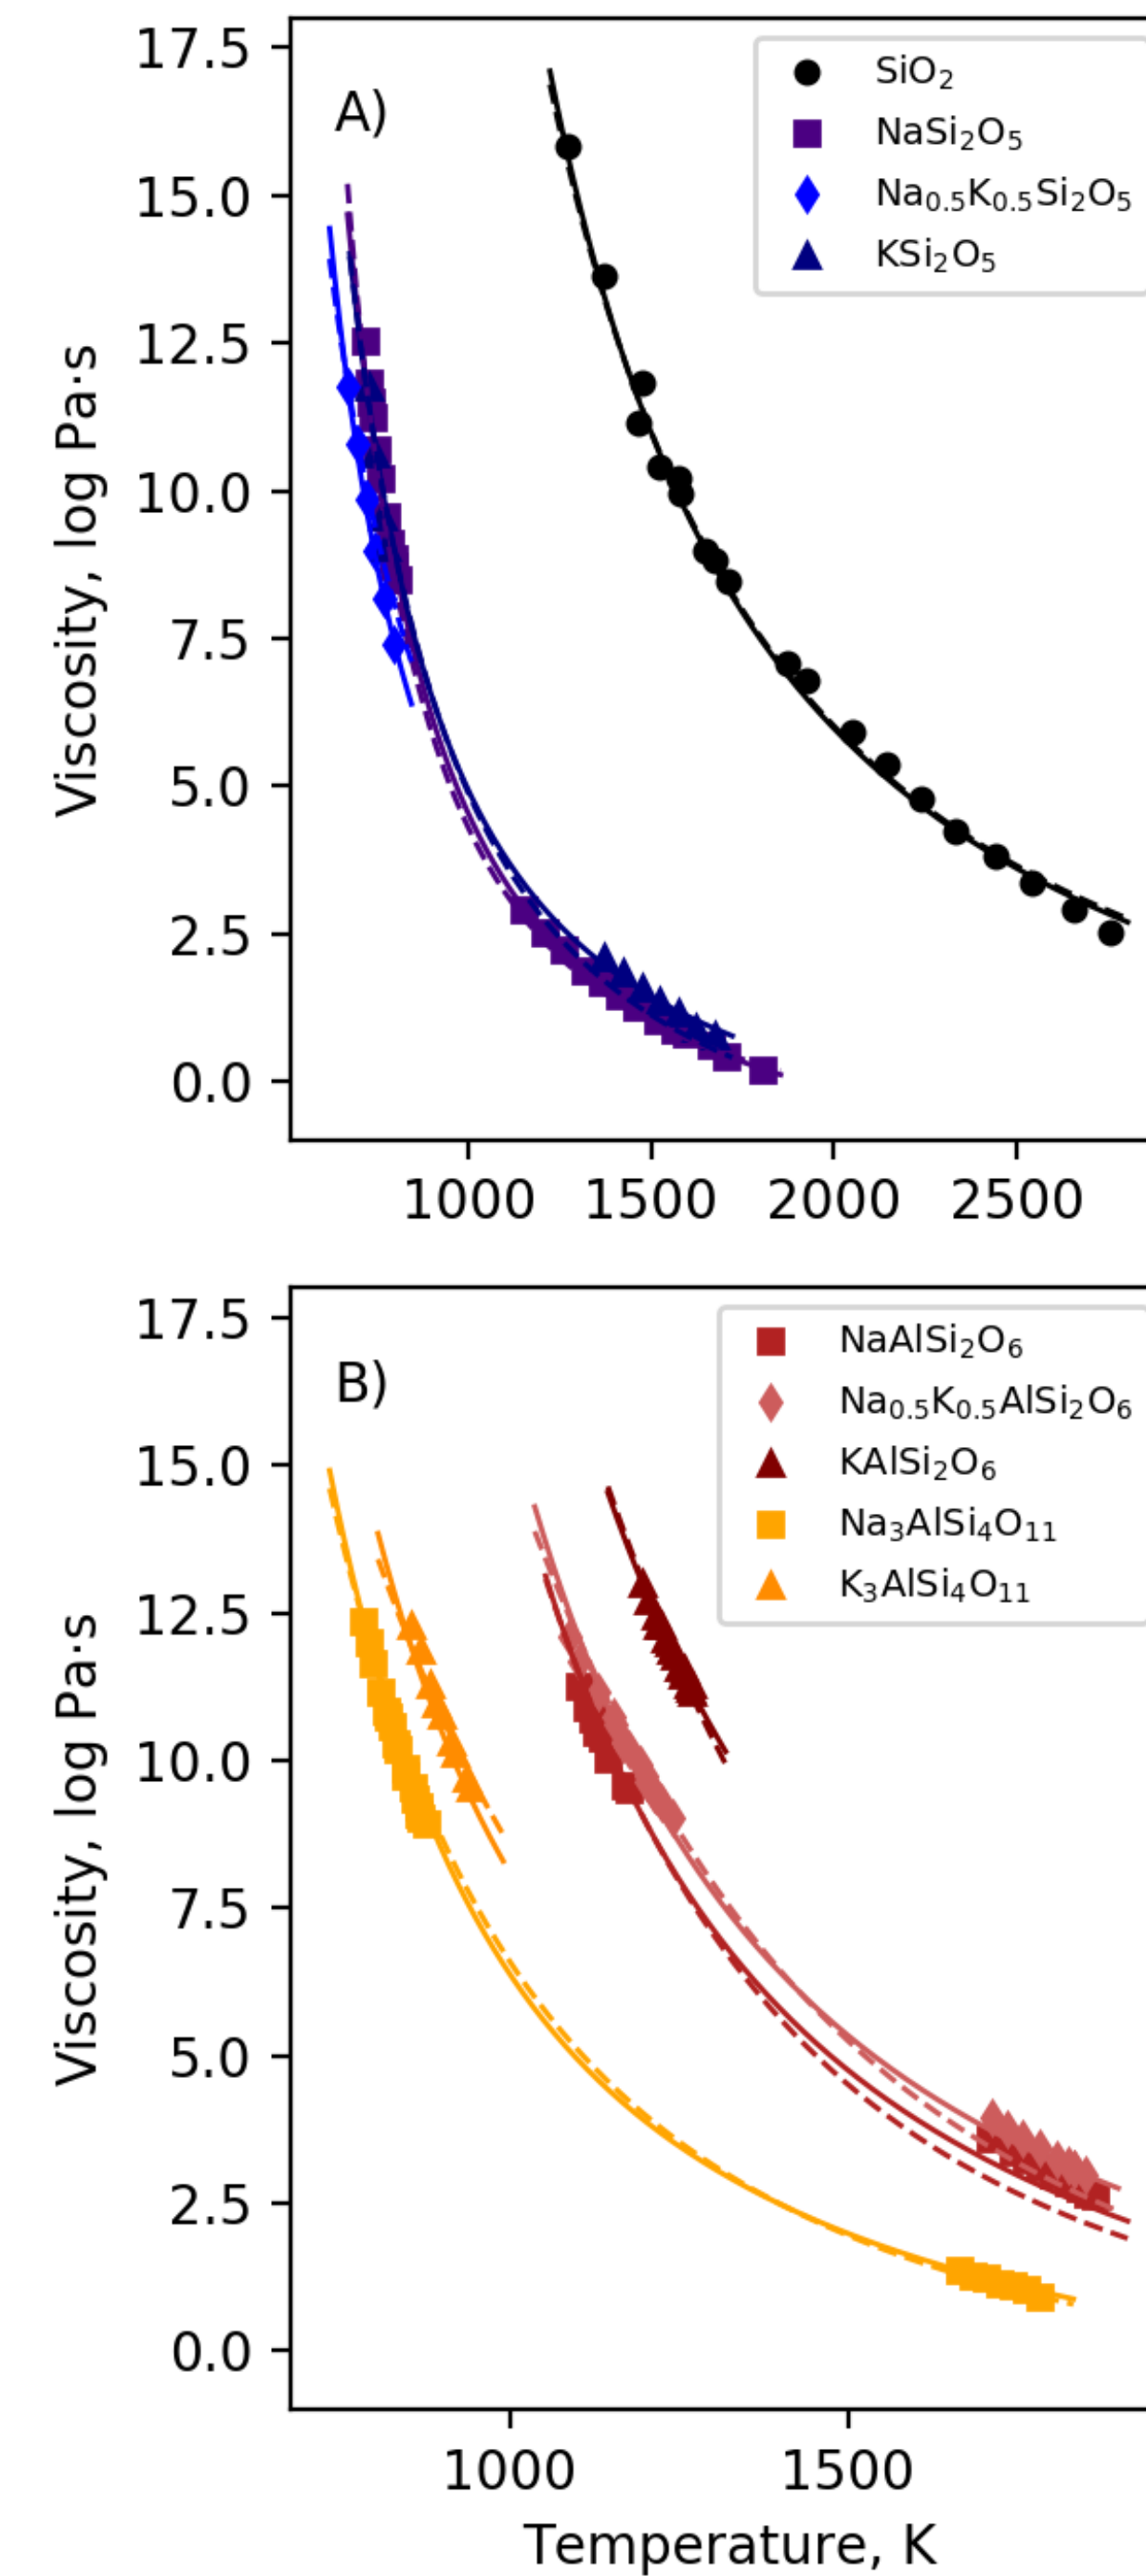 17.5
15.0
12.5
10.0
7.5
5.0
2.5
0.0
Viscosity, log Pa·s
A)
SiO₂
NaSi₂O₅
Na₀.₅K₀.₅Si₂O₅
KSi₂O₅
1000 1500 2000 2500
17.5
15.0
12.5
10.0
7.5
5.0
2.5
0.0
Viscosity, log Pa·s
B)
NaAlSi₂O₆
Na₀.₅K₀.₅AlSi₂O₆
KAlSi₂O₆
Na₃AlSi₄O₁₁
K₃AlSi₄O₁₁
1000 1500
Temperature, K